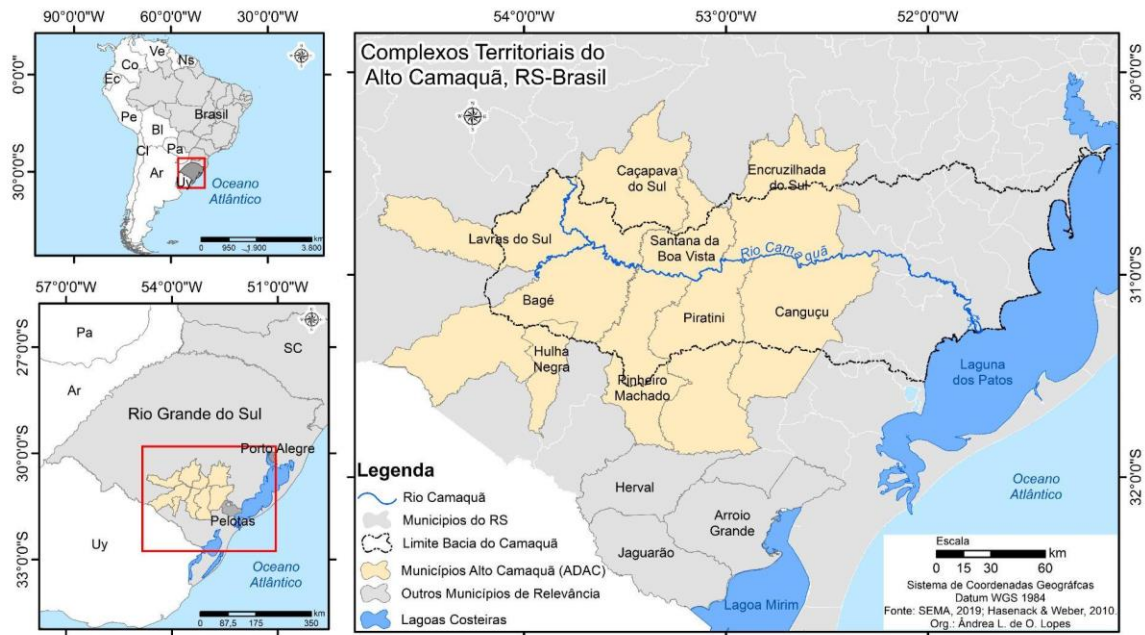 90°0'0"W 60°0'0"W 30°0'0"W
0°0'0"
30°0'0"S
Ve
Ns
Co
Ec
Pe
Brasil
Bl
Pa
Cl
Ar
Uy
Oceano
Atlântico
0 950 1.900 3.800
km
57°0'0"W 54°0'0"W 51°0'0"W
27°0'0"S
30°0'0"S
33°0'0"S
Pa
SC
Ar
Rio Grande do Sul
Porto Alegre
Pelotas
Uy
Oceano
Atlântico
0 87,5 175 350
km
54°0'0"W 53°0'0"W 52°0'0"W
30°0'0"S
31°0'0"S
32°0'0"S
Complexos Territoriais do
Alto Camaquã, RS-Brasil
Caçapava
do Sul
Encruzilhada
do Sul
Lavras do Sul
Santana da
Boa Vista
Rio Camaquã
Bagé
Piratini
Canguçu
Hulha
Negra
Pinheiro
Machado
Laguna
dos Patos
Herval
Arroio
Grande
Jaguarão
Lagoa Mirim
Oceano
Atlântico
Legenda
Rio Camaquã
Municípios do RS
Limite Bacia do Camaquã
Municípios Alto Camaquã (ADAC)
Outros Municípios de Relevância
Lagoas Costeiras
Escala
km
0 15 30 60
Sistema de Coordenadas Geográfcas
Datum WGS 1984
Fonte: SEMA, 2019; Hasenack & Weber, 2010.
Org.: Ândrea L. de O. Lopes